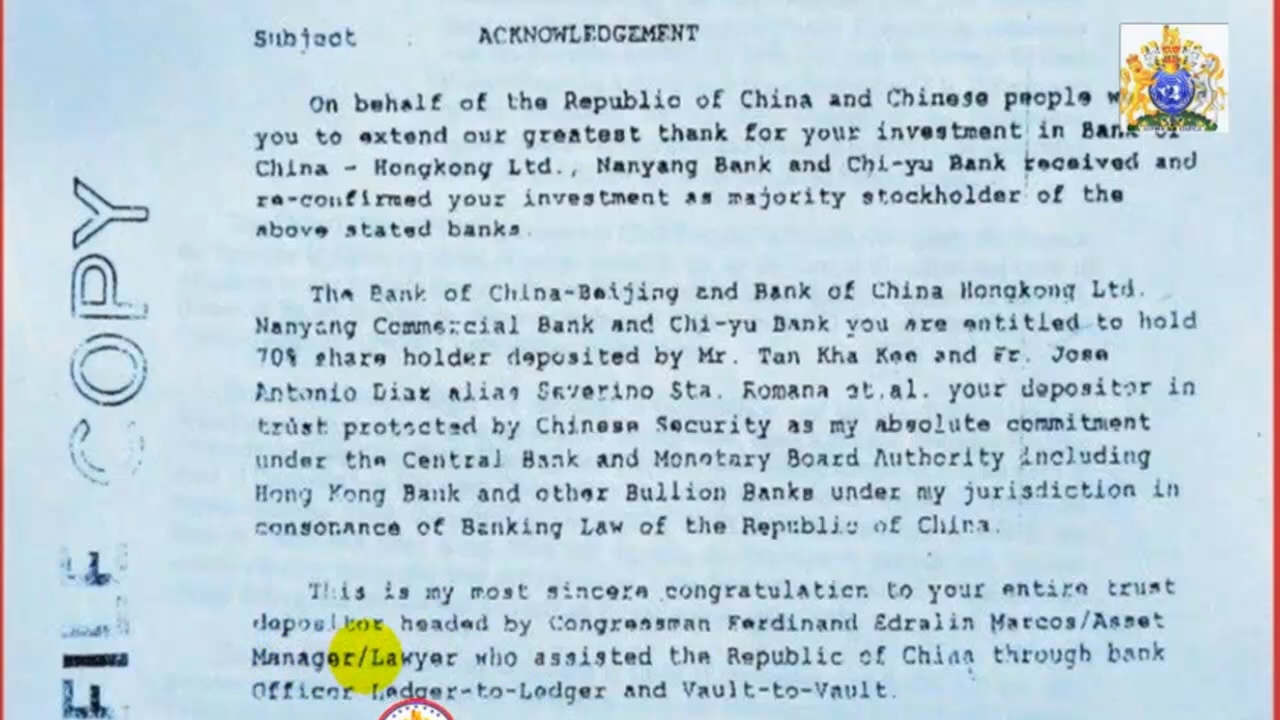 Subject : ACKNOWLEDGEMENT
On behalf of the Republic of China and Chinese people
you to extend our greatest thank for your investment in Bank of
China - Hongkong Ltd., Nanyang Bank and Chi-yu Bank received and
re-confirmed your investment as majority stockholder of the
above stated banks.
The Bank of China-Beijing and Bank of China Hongkong Ltd.
Nanyang Commercial Bank and Chi-yu Bank you are entitled to hold
70% share holder deposited by Mr. Tan Kha Kee and Fr. Jose
Antonio Diaz alias Severino Sta. Romana et.al. your depositor in
trust protected by Chinese Security as my absolute commitment
under the Central Bank and Monetary Board Authority including
Hong Kong Bank and other Bullion Banks under my jurisdiction in
consonance of Banking Law of the Republic of China.
This is my most sincere congratulation to your entire trust
depositor headed by Congressman Ferdinand Edralin Marcos/Asset
Manager/Lawyer who assisted the Republic of China through bank
Officer Ledger-to-Ledger and Vault-to-Vault.
FILE COPY